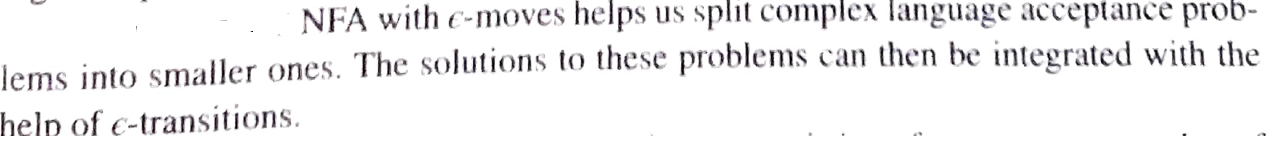 NFA with ϵ-moves helps us split complex language acceptance prob-
lems into smaller ones. The solutions to these problems can then be integrated with the
help of ϵ-transitions.